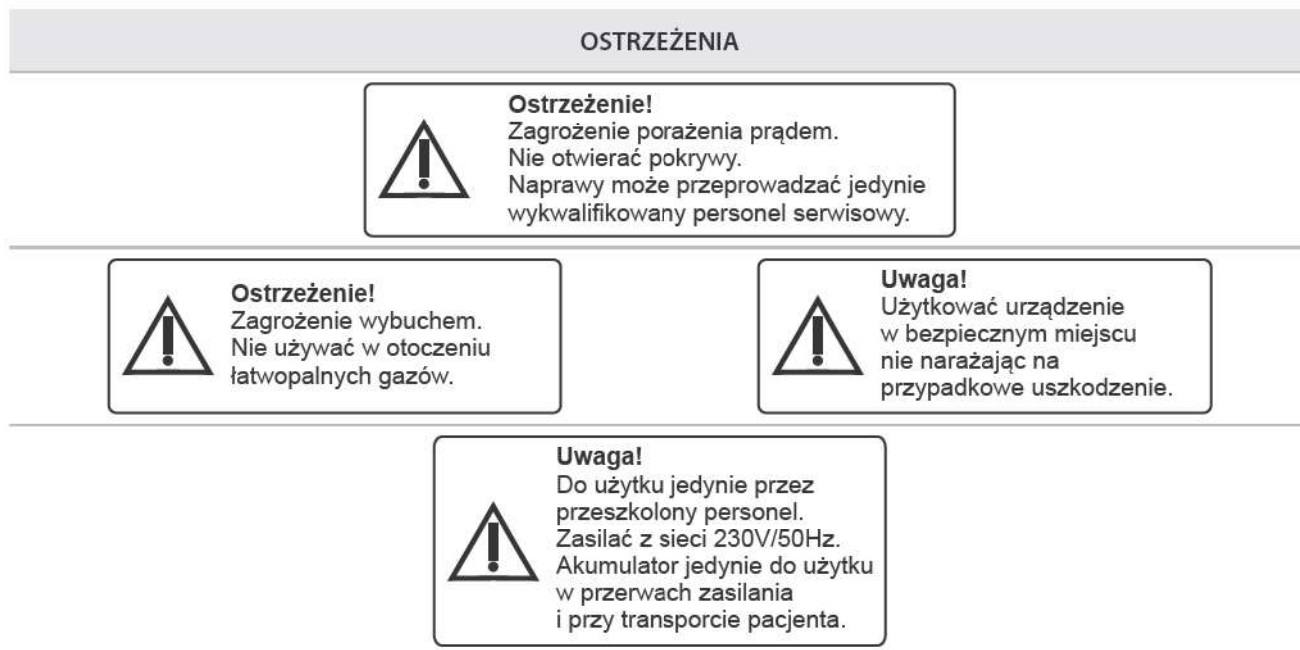 OSTRZEŻENIA
Ostrzeżenie!
Zagrożenie porażenia prądem.
Nie otwierać pokrywy.
Naprawy może przeprowadzać jedynie
wykwalifikowany personel serwisowy.
Ostrzeżenie!
Zagrożenie wybuchem.
Nie używać w otoczeniu
łatwopalnych gazów.
Uwaga!
Użytkować urządzenie
w bezpiecznym miejscu
nie narażając na
przypadkowe uszkodzenie.
Uwaga!
Do użytku jedynie przez
przeszkolony personel.
Zasilać z sieci 230V/50Hz.
Akumulator jedynie do użytku
w przerwach zasilania
i przy transporcie pacjenta.